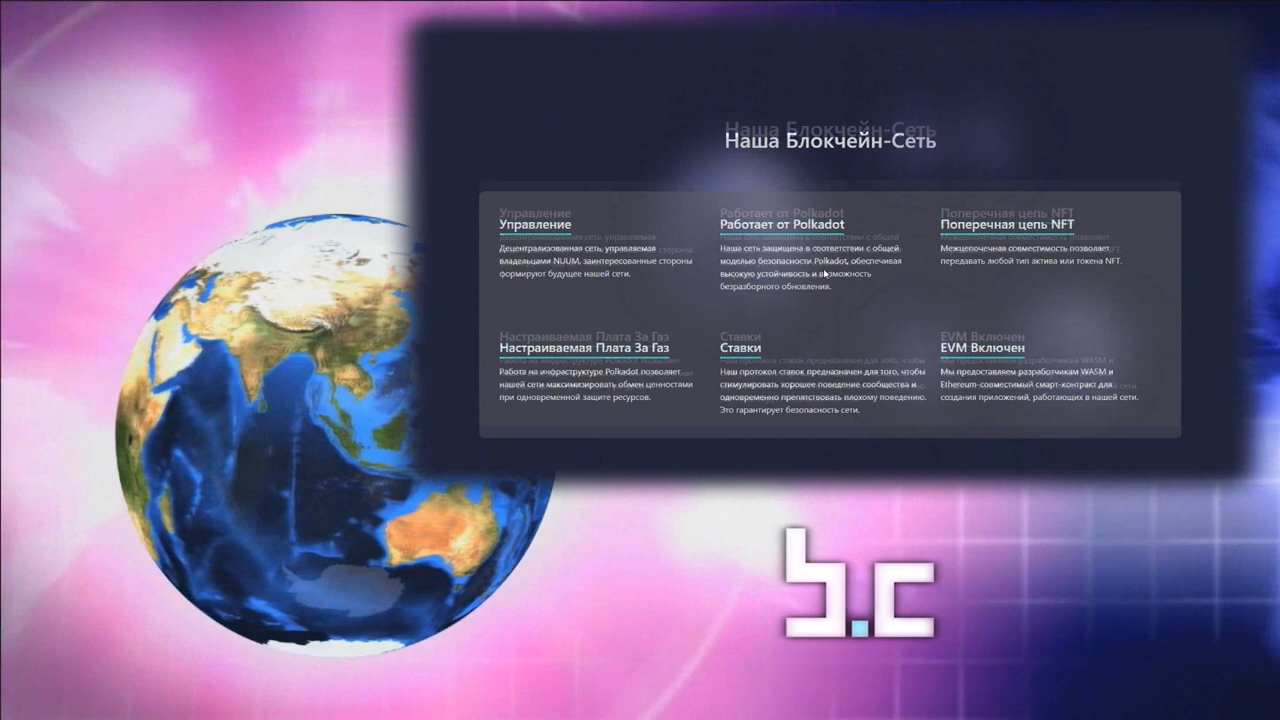 Наша Блокчейн-Сеть
Управление
Децентрализованная сеть, управляемая
владельцами NUUM, заинтересованные стороны
формируют будущее нашей сети.
Работает от Polkadot
Наша сеть защищена в соответствии с общей
моделью безопасности Polkadot, обеспечивая
высокую устойчивость и возможность
безразборного обновления.
Поперечная цепь NFT
Межцепочечная совместимость позволяет
передавать любой тип актива или токена NFT.
Настраиваемая Плата За Газ
Работа на инфраструктуре Polkadot позволяет
нашей сети максимизировать обмен ценностями
при одновременной защите ресурсов.
Ставки
Наш протокол ставок предназначен для того, чтобы
стимулировать хорошее поведение сообщества и
одновременно препятствовать плохому поведению.
Это гарантирует безопасность сети.
EVM Включен
Мы предоставляем разработчикам WASM и
Ethereum-совместимый смарт-контракт для
создания приложений, работающих в нашей сети.
b.c